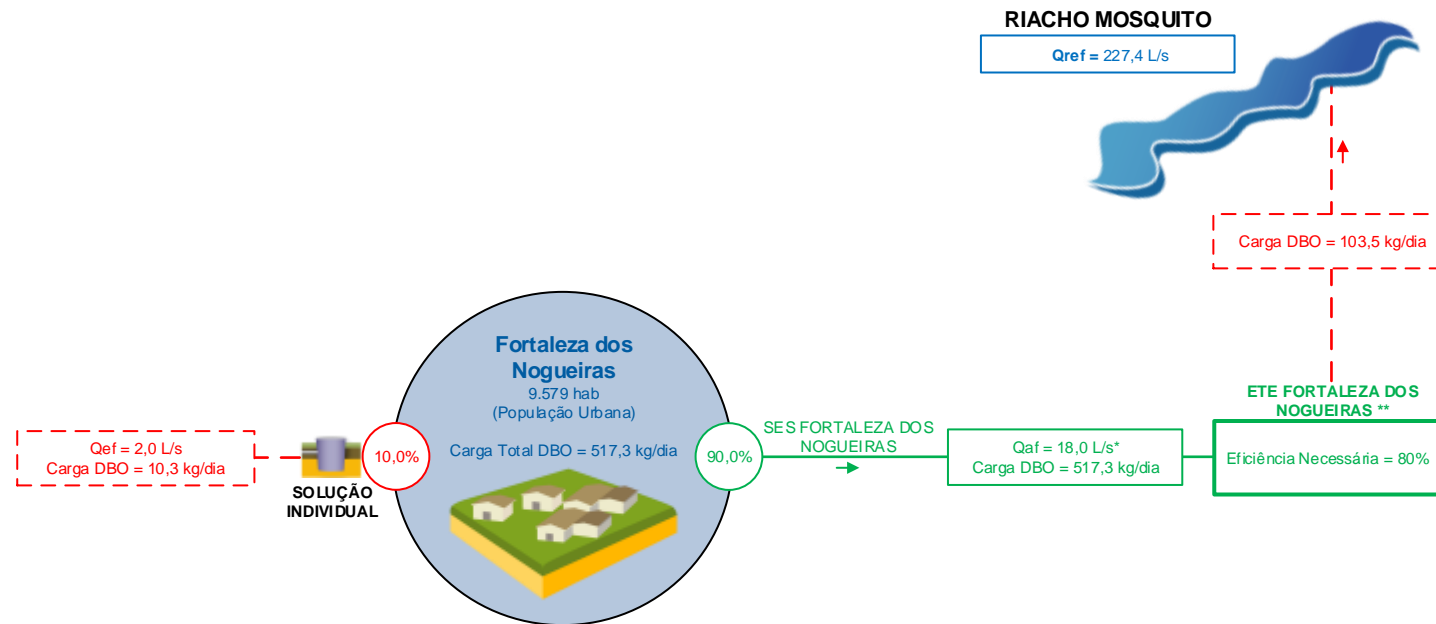 RIACHO MOSQUITO
Qref = 227,4 L/s
Carga DBO = 103,5 kg/dia
Fortaleza dos
Nogueiras
9.579 hab
(População Urbana)
Carga Total DBO = 517,3 kg/dia
Qef = 2,0 L/s
Carga DBO = 10,3 kg/dia
SOLUÇÃO
INDIVIDUAL
10,0%
90,0%
SES FORTALEZA DOS
NOGUEIRAS
Qaf = 18,0 L/s*
Carga DBO = 517,3 kg/dia
ETE FORTALEZA DOS
NOGUEIRAS **
Eficiência Necessária = 80%